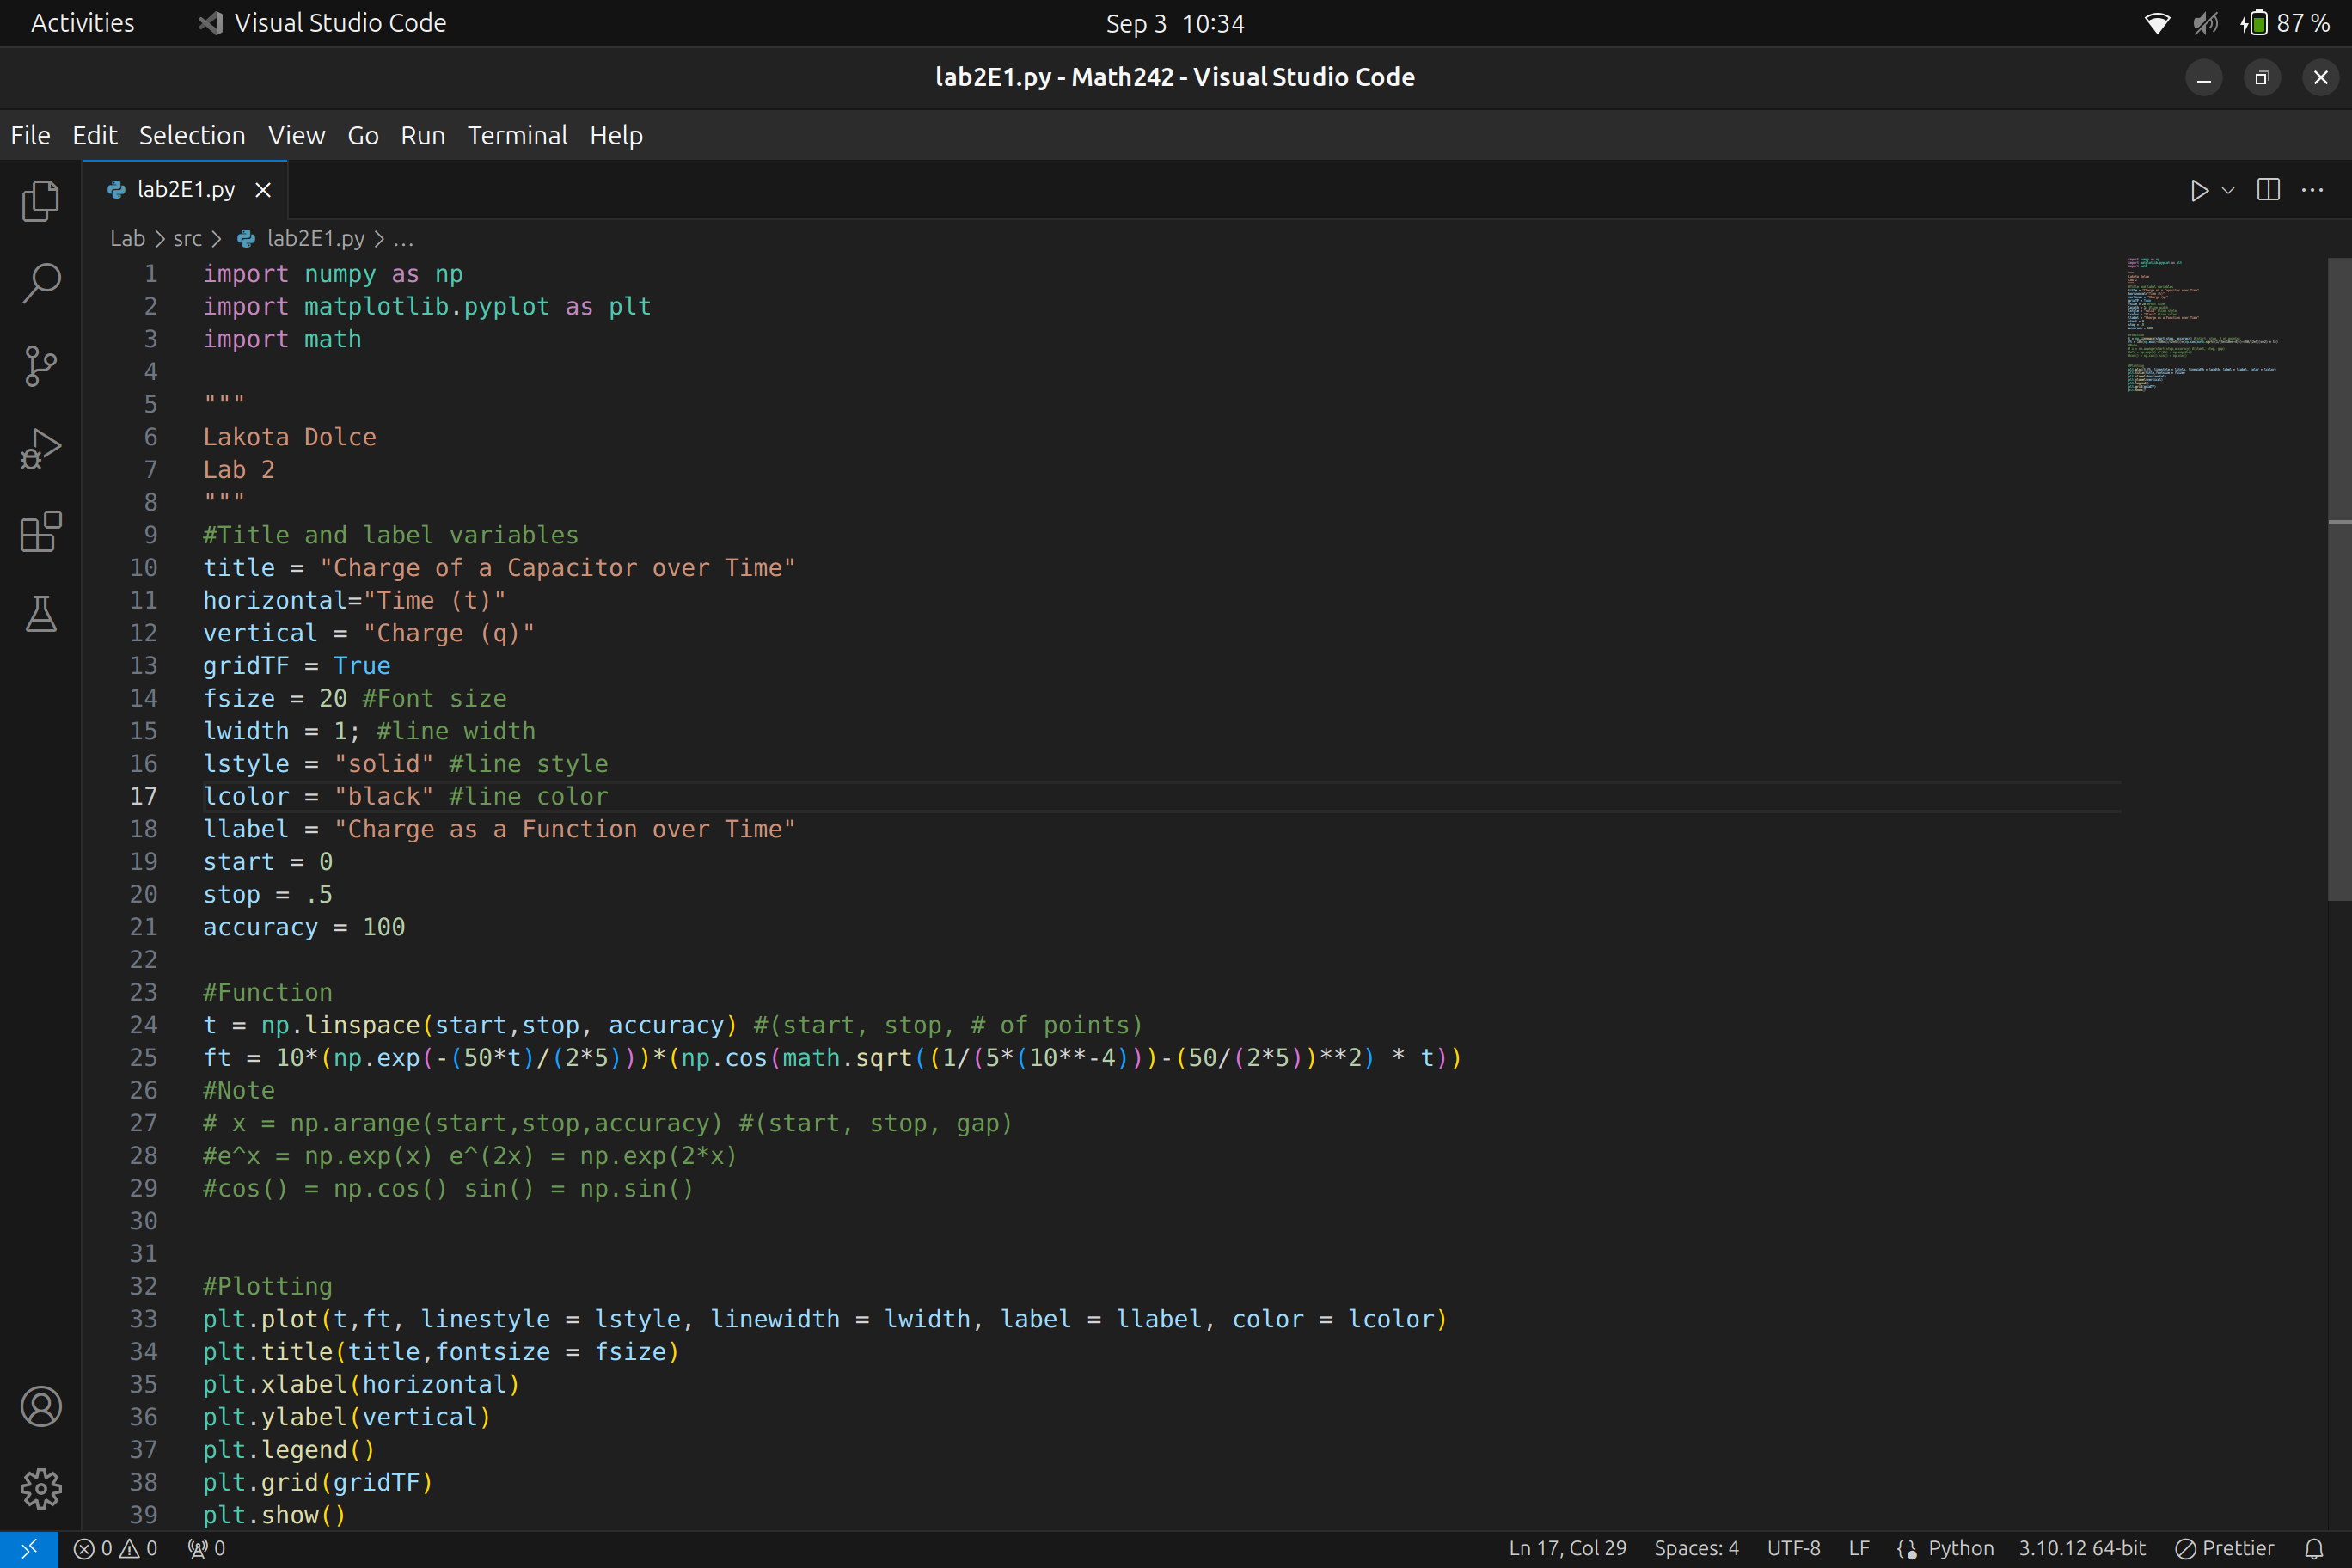 Activities Visual Studio Code Sep 3 10:34 87 %
lab2E1.py - Math242 - Visual Studio Code
File Edit Selection View Go Run Terminal Help
lab2E1.py
Lab > src > lab2E1.py > ...
1 import numpy as np
2 import matplotlib.pyplot as plt
3 import math
4
5 """
6 Lakota Dolce
7 Lab 2
8 """
9 #Title and label variables
10 title = "Charge of a Capacitor over Time"
11 horizontal="Time (t)"
12 vertical = "Charge (q)"
13 gridTF = True
14 fsize = 20 #Font size
15 lwidth = 1; #line width
16 lstyle = "solid" #line style
17 lcolor = "black" #line color
18 llabel = "Charge as a Function over Time"
19 start = 0
20 stop = .5
21 accuracy = 100
22
23 #Function
24 t = np.linspace(start,stop, accuracy) #(start, stop, # of points)
25 ft = 10*(np.exp(-(50*t)/(2*5)))*(np.cos(math.sqrt((1/(5*(10**-4)))-(50/(2*5))**2) * t))
26 #Note
27 # x = np.arange(start,stop,accuracy) #(start, stop, gap)
28 #e^x = np.exp(x) e^(2x) = np.exp(2*x)
29 #cos() = np.cos() sin() = np.sin()
30
31
32 #Plotting
33 plt.plot(t,ft, linestyle = lstyle, linewidth = lwidth, label = llabel, color = lcolor)
34 plt.title(title,fontsize = fsize)
35 plt.xlabel(horizontal)
36 plt.ylabel(vertical)
37 plt.legend()
38 plt.grid(gridTF)
39 plt.show()
0 0 0 Ln 17, Col 29 Spaces: 4 UTF-8 LF Python 3.10.12 64-bit Prettier